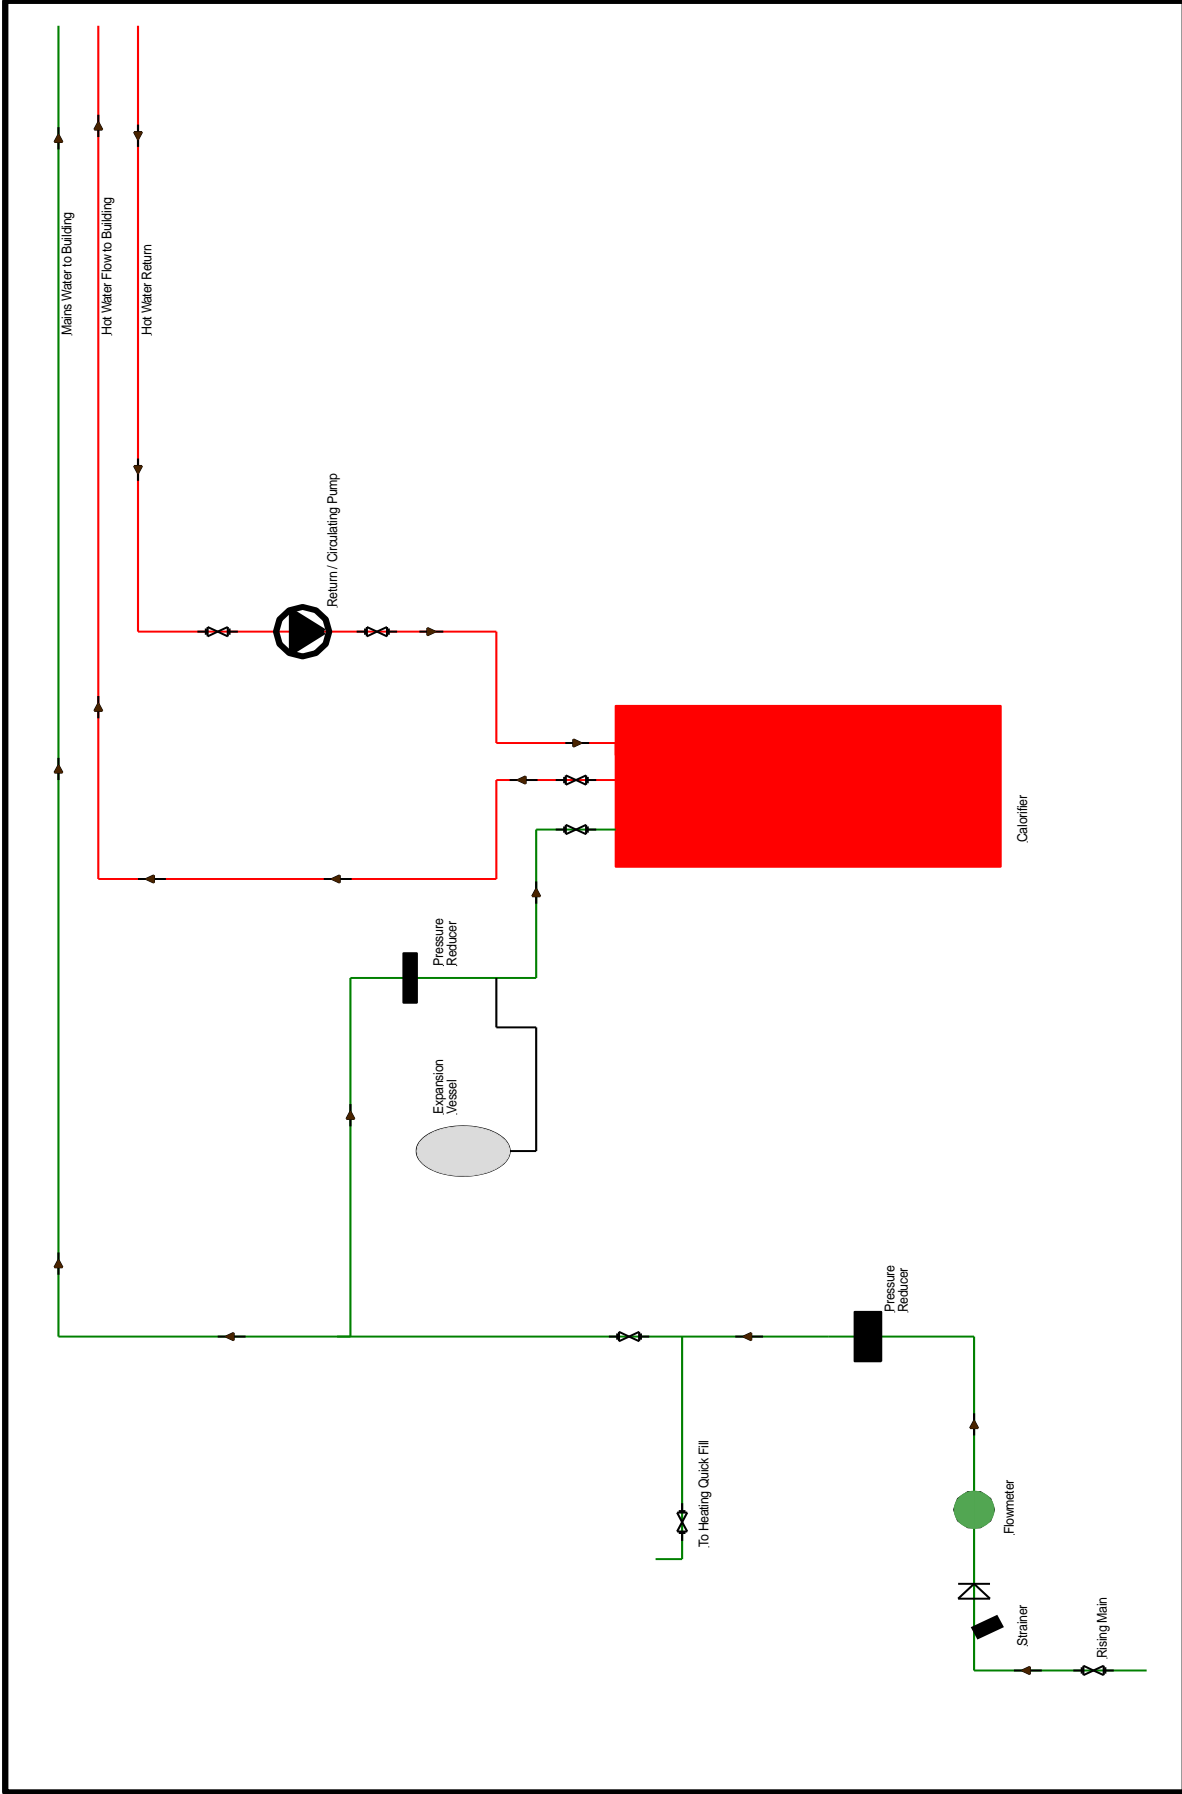 Mains Water to Building
Hot Water Flow to Building
Hot Water Return
Return / Circulating Pump
Pressure
Reducer
Expansion
Vessel
Calorifier
Pressure
Reducer
To Heating Quick Fill
Flowmeter
Strainer
Rising Main